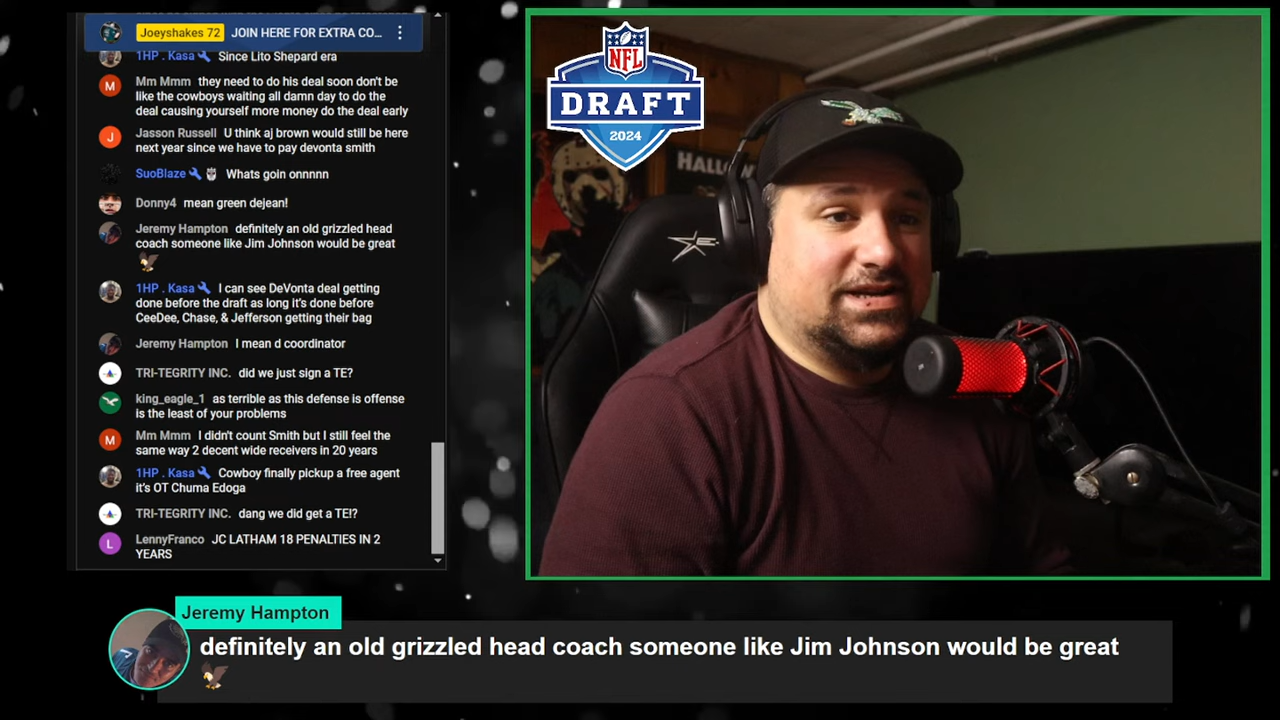 Joeyshakes 72 JOIN HERE FOR EXTRA CO...
1HP . Kasa Since Lito Shepard era
Mm Mmm they need to do his deal soon don't be
like the cowboys waiting all damn day to do the
deal causing yourself more money do the deal early
Jasson Russell U think aj brown would still be here
next year since we have to pay devonta smith
SuoBlaze Whats goin onnnnn
Donny4 mean green dejean!
Jeremy Hampton definitely an old grizzled head
coach someone like Jim Johnson would be great
1HP . Kasa I can see DeVonta deal getting
done before the draft as long it's done before
CeeDee, Chase, & Jefferson getting their bag
Jeremy Hampton I mean d coordinator
TRI-TEGRITY INC. did we just sign a TE?
king_eagle_1 as terrible as this defense is offense
is the least of your problems
Mm Mmm I didn't count Smith but I still feel the
same way 2 decent wide receivers in 20 years
1HP . Kasa Cowboy finally pickup a free agent
it's OT Chuma Edoga
TRI-TEGRITY INC. dang we did get a TE!?
LennyFranco JC LATHAM 18 PENALTIES IN 2
YEARS
NFL
DRAFT
2024
Jeremy Hampton
definitely an old grizzled head coach someone like Jim Johnson would be great